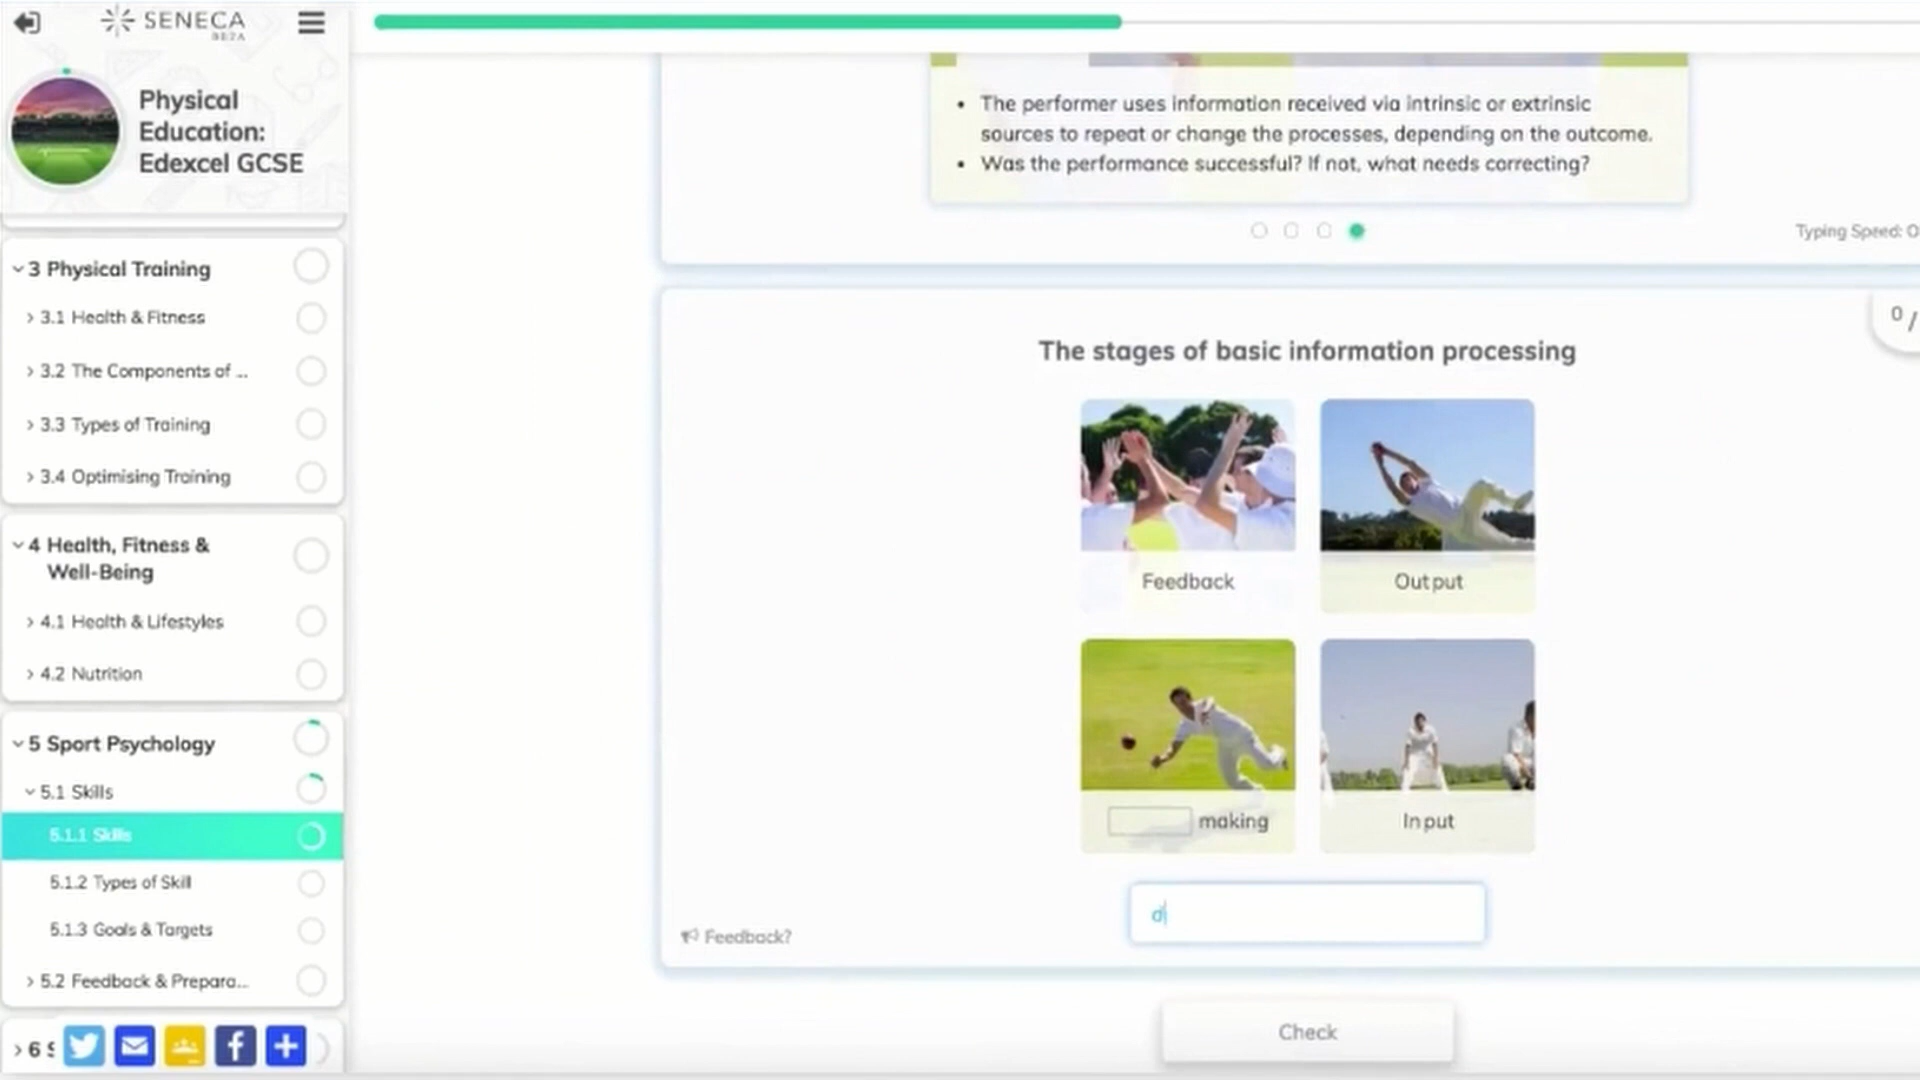 SENECA
BETA
Physical
Education:
Edexcel GCSE
3 Physical Training
3.1 Health & Fitness
3.2 The Components of ...
3.3 Types of Training
3.4 Optimising Training
4 Health, Fitness &
Well-Being
4.1 Health & Lifestyles
4.2 Nutrition
5 Sport Psychology
5.1 Skills
5.1.1 Skills
5.1.2 Types of Skill
5.1.3 Goals & Targets
5.2 Feedback & Prepara...
6 S
• The performer uses information received via intrinsic or extrinsic
sources to repeat or change the processes, depending on the outcome.
• Was the performance successful? If not, what needs correcting?
Typing Speed: 0
0 /
The stages of basic information processing
Feedback
Output
making
Input
d
Feedback?
Check